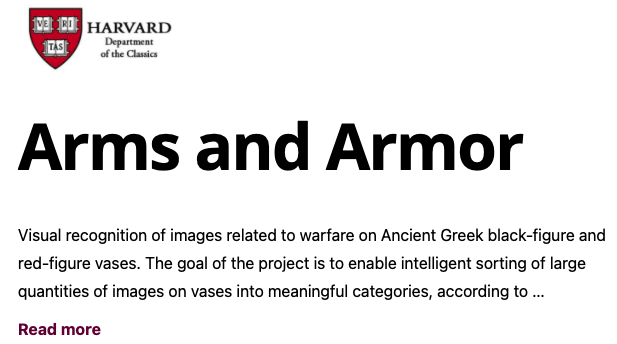 VE RI
TAS
HARVARD
Department
of the Classics
Arms and Armor
Visual recognition of images related to warfare on Ancient Greek black-figure and
red-figure vases. The goal of the project is to enable intelligent sorting of large
quantities of images on vases into meaningful categories, according to ...
Read more